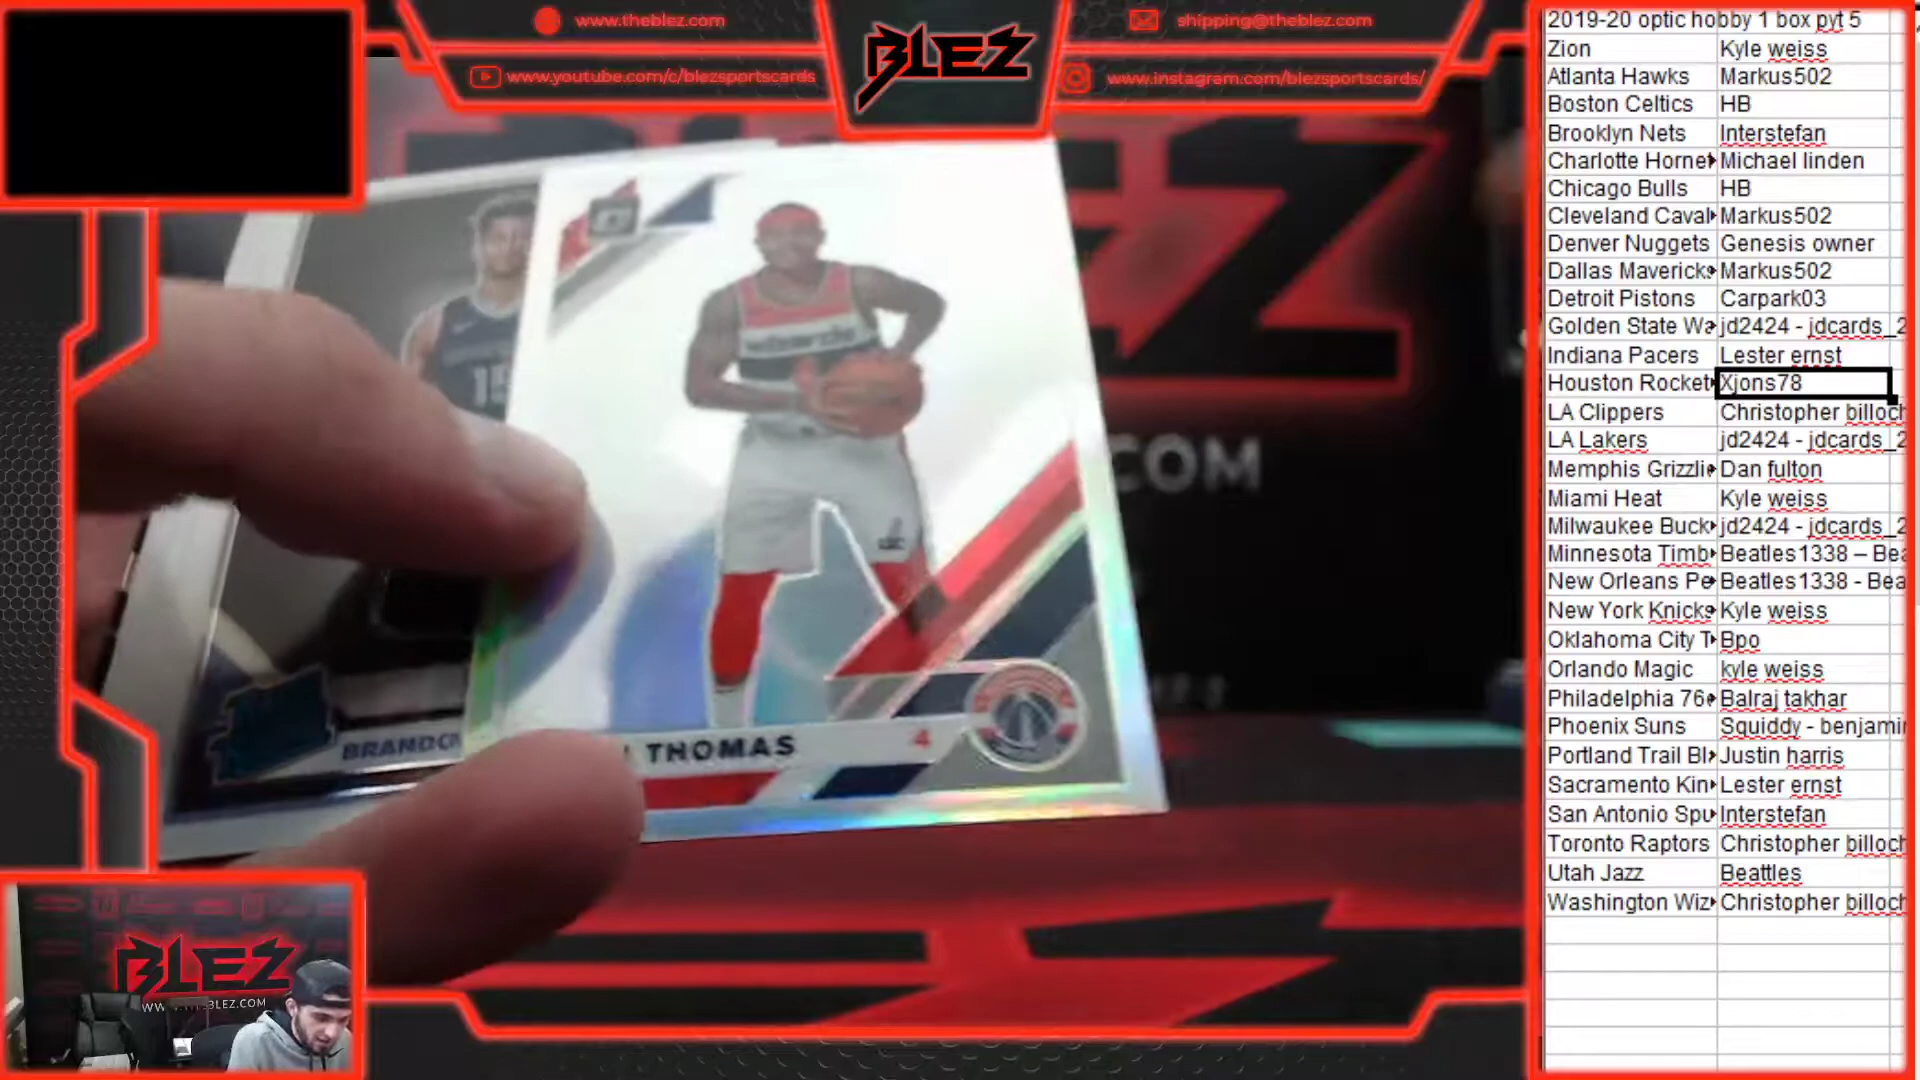 www.theblez.com
www.youtube.com/c/blezsportscards
BLEZ
shipping@theblez.com
www.instagram.com/blezsportscards/
15
.COM
BRANDO
THOMAS
4
BLEZ
2019-20 optic hobby 1 box pyt 5
Zion Kyle weiss
Atlanta Hawks Markus502
Boston Celtics HB
Brooklyn Nets Interstefan
Charlotte Hornet Michael linden
Chicago Bulls HB
Cleveland Caval Markus502
Denver Nuggets Genesis owner
Dallas Mavericks Markus502
Detroit Pistons Carpark03
Golden State Wa jd2424 - jdcards_2
Indiana Pacers Lester ernst
Houston Rocket Xjons78
LA Clippers Christopher billoch
LA Lakers jd2424 - jdcards_2
Memphis Grizzlie Dan fulton
Miami Heat Kyle weiss
Milwaukee Buck jd2424 - jdcards_2
Minnesota Timb Beatles1338 – Bea
New Orleans Pe Beatles1338 - Bea
New York Knicks Kyle weiss
Oklahoma City T Bpo
Orlando Magic kyle weiss
Philadelphia 76 Balraj takhar
Phoenix Suns Squiddy - benjamin
Portland Trail Bl Justin harris
Sacramento Kin Lester ernst
San Antonio Spu Interstefan
Toronto Raptors Christopher billoch
Utah Jazz Beattles
Washington Wiz Christopher billoch